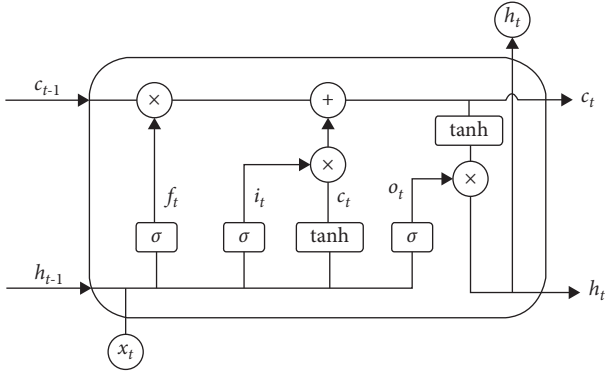 h_t
c_{t-1}
×
+
c_t
tanh
×
×
f_t
i_t
c_t
o_t
σ
σ
tanh
σ
h_{t-1}
h_t
x_t